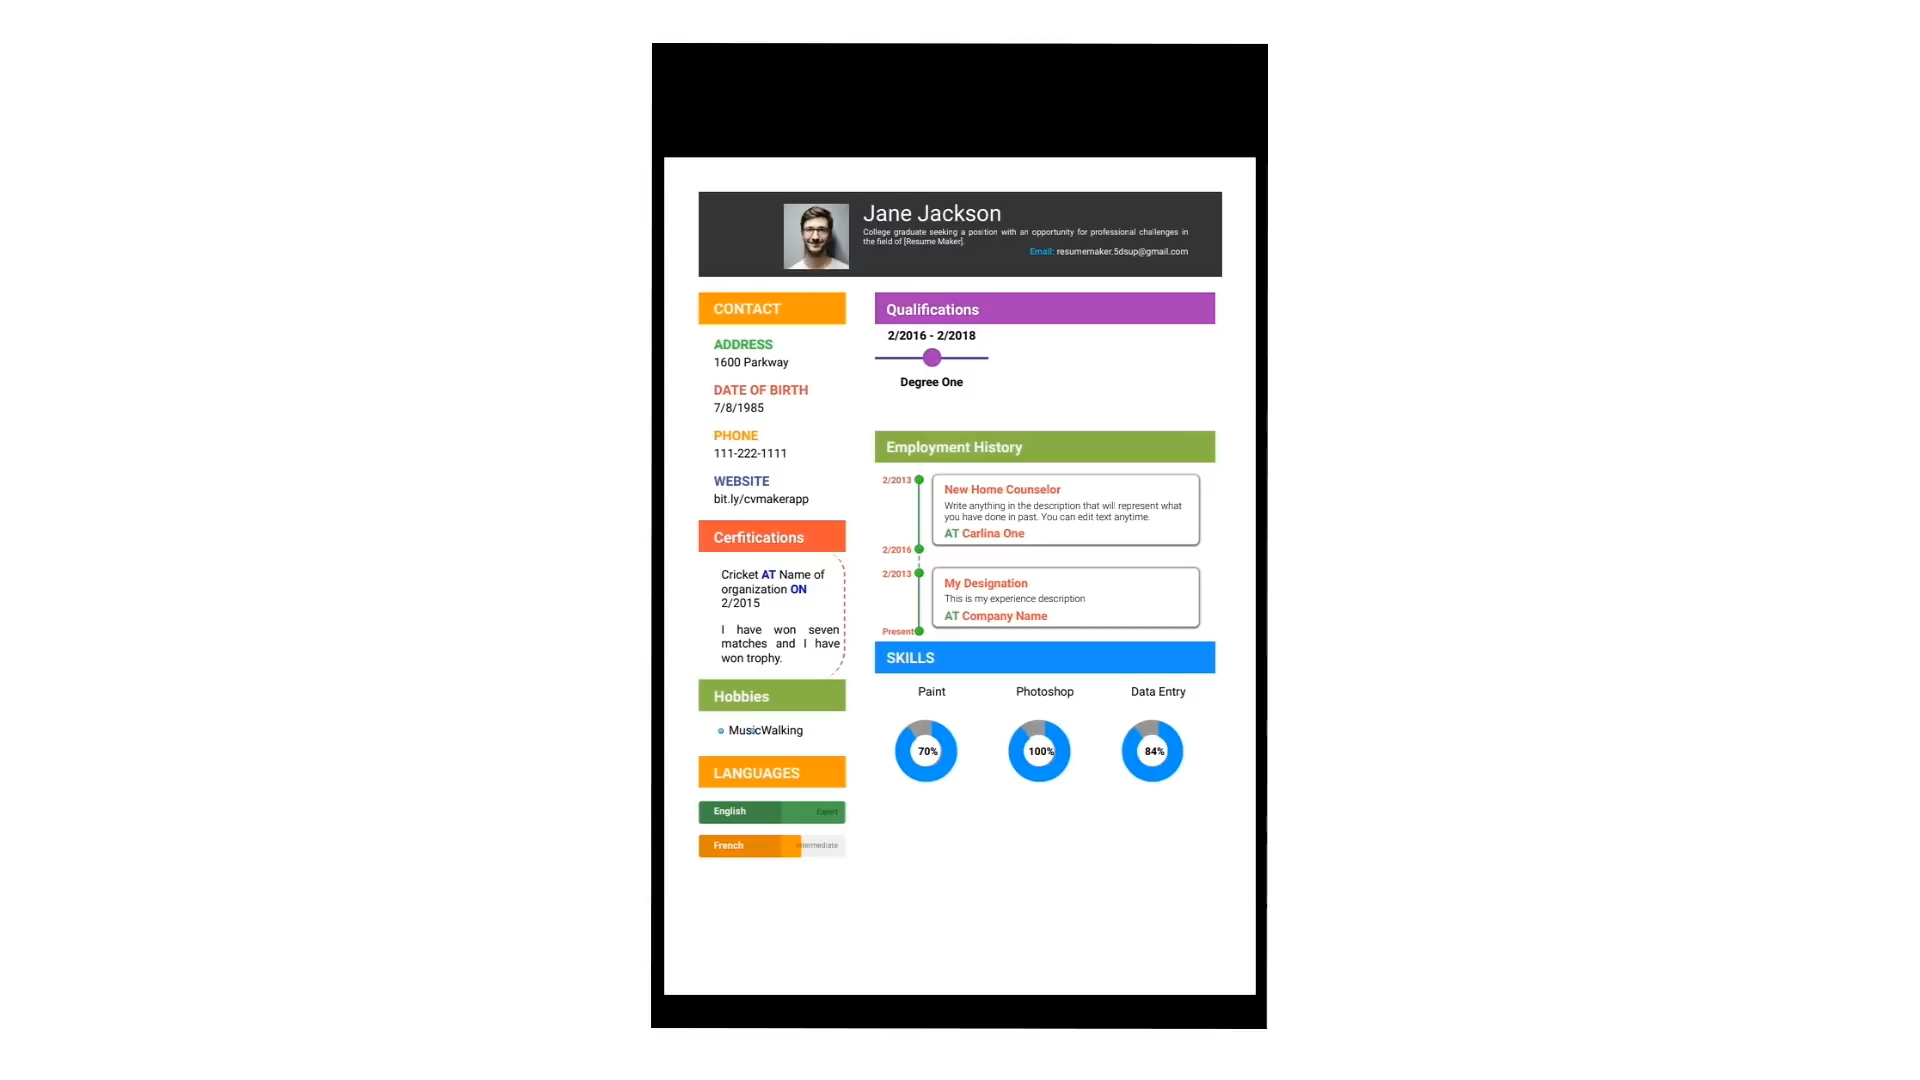 Jane Jackson
College graduate seeking a position with an opportunity for professional challenges in
the field of [Resume Maker].
Email: resumemaker.5dsup@gmail.com
CONTACT
ADDRESS
1600 Parkway
DATE OF BIRTH
7/8/1985
PHONE
111-222-1111
WEBSITE
bit.ly/cvmakerapp
Cerfitications
Cricket AT Name of
organization ON
2/2015
I have won seven
matches and I have
won trophy.
Hobbies
MusicWalking
LANGUAGES
English Expert
French Intermediate
Qualifications
2/2016 - 2/2018
Degree One
Employment History
2/2013
New Home Counselor
Write anything in the description that will represent what
you have done in past. You can edit text anytime.
AT Carlina One
2/2016
2/2013
My Designation
This is my experience description
AT Company Name
Present
SKILLS
Paint Photoshop Data Entry
70% 100% 84%